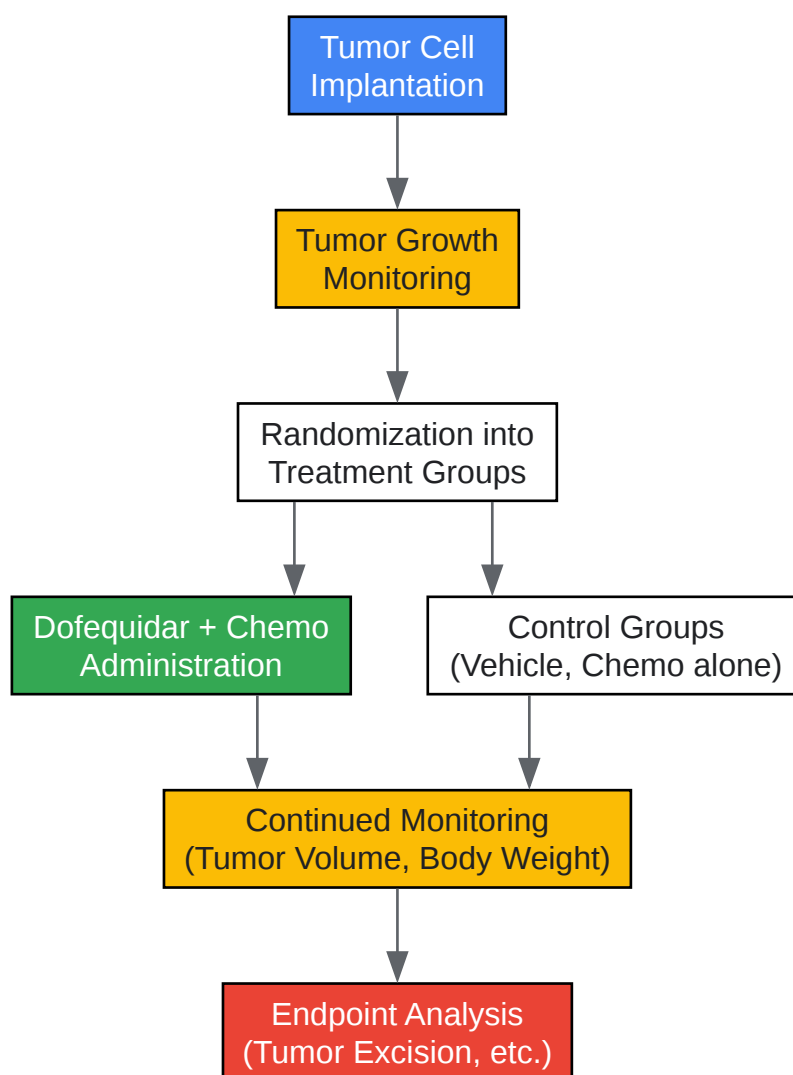 Tumor Cell
Implantation
Tumor Growth
Monitoring
Randomization into
Treatment Groups
Dofequidar + Chemo
Administration
Control Groups
(Vehicle, Chemo alone)
Continued Monitoring
(Tumor Volume, Body Weight)
Endpoint Analysis
(Tumor Excision, etc.)